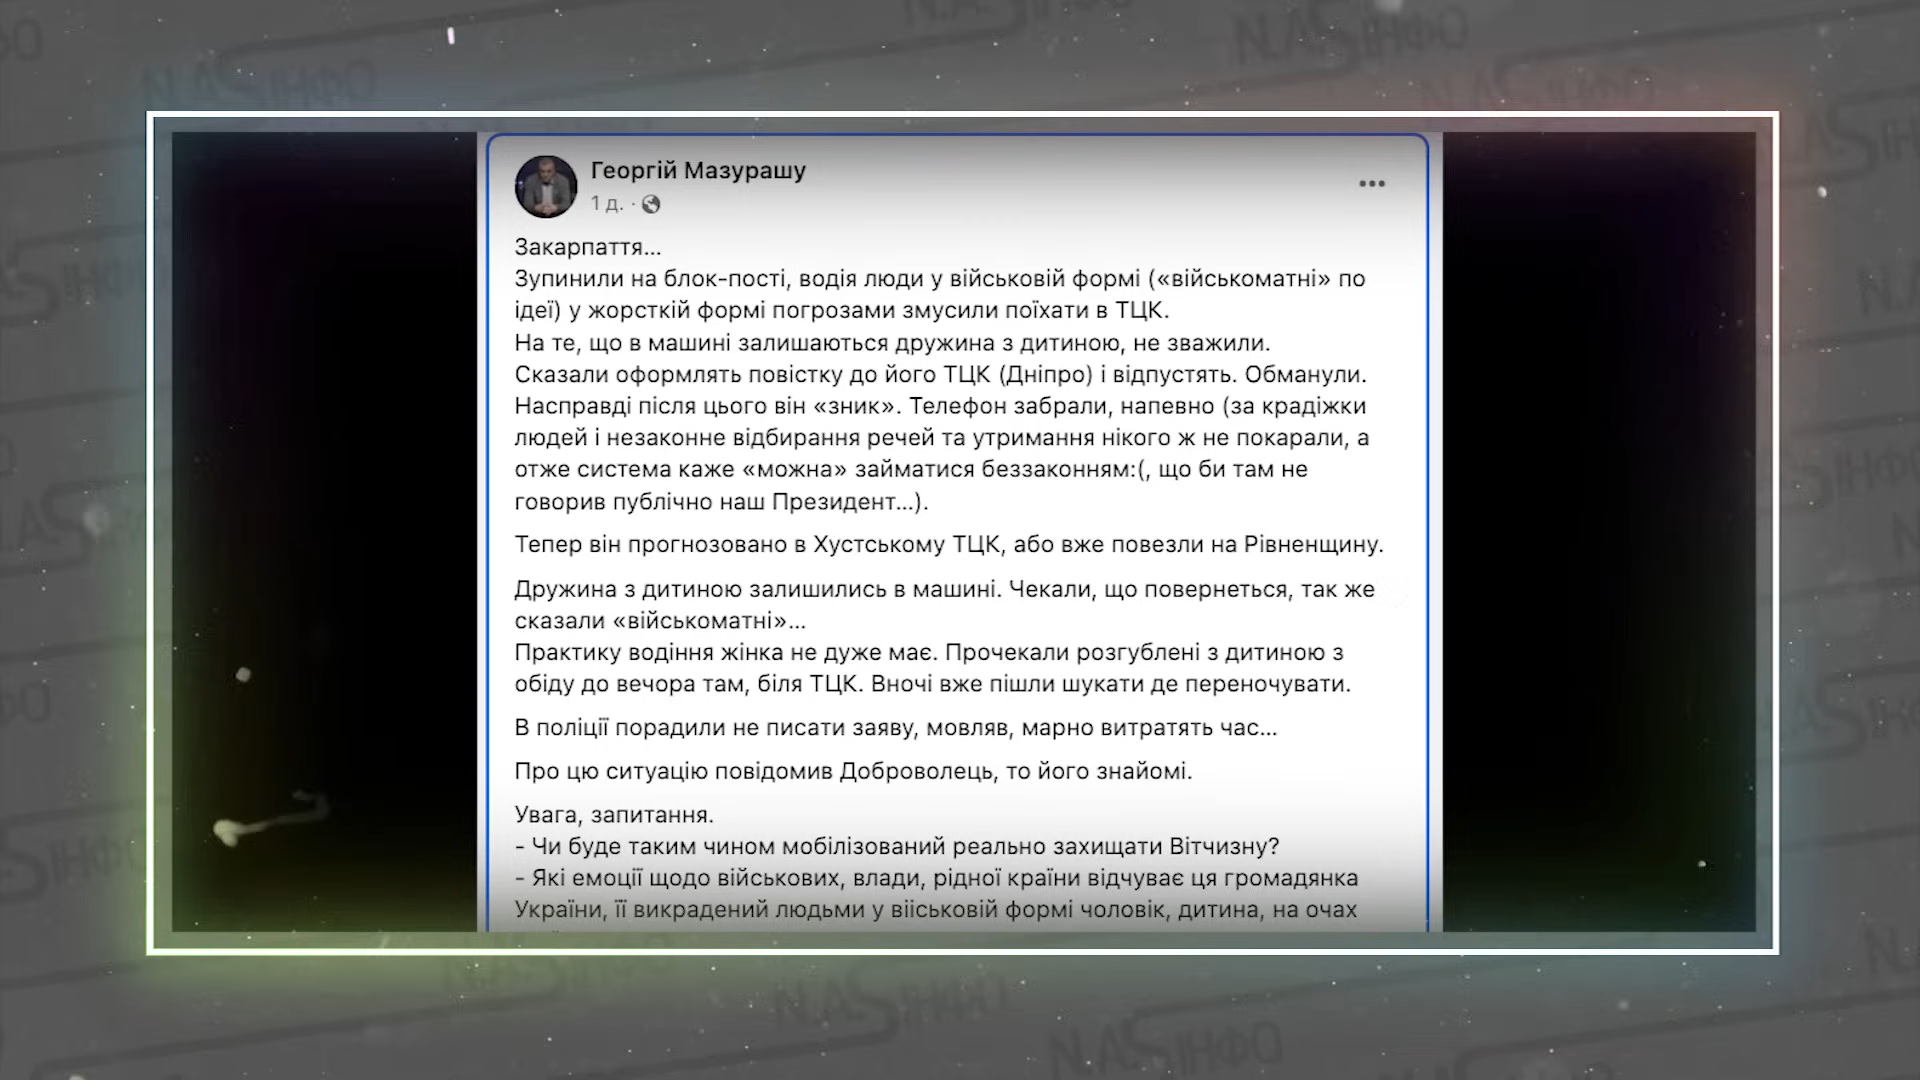 Георгій Мазурашу
1 д. ·
Закарпаття...
Зупинили на блок-пості, водія люди у військовій формі («військоматні» по
ідеї) у жорсткій формі погрозами змусили поїхати в ТЦК.
На те, що в машині залишаються дружина з дитиною, не зважили.
Сказали оформлять повістку до його ТЦК (Дніпро) і відпустять. Обманули.
Насправді після цього він «зник». Телефон забрали, напевно (за крадіжки
людей і незаконне відбирання речей та утримання нікого ж не покарали, а
отже система каже «можна» займатися беззаконням:(, що би там не
говорив публічно наш Президент...).
Тепер він прогнозовано в Хустському ТЦК, або вже повезли на Рівненщину.
Дружина з дитиною залишились в машині. Чекали, що повернеться, так же
сказали «військоматні»...
Практику водіння жінка не дуже має. Прочекали розгублені з дитиною з
обіду до вечора там, біля ТЦК. Вночі вже пішли шукати де переночувати.
В поліції порадили не писати заяву, мовляв, марно витратять час...
Про цю ситуацію повідомив Доброволець, то його знайомі.
Увага, запитання.
- Чи буде таким чином мобілізований реально захищати Вітчизну?
- Які емоції щодо військових, влади, рідної країни відчуває ця громадянка
України, її викрадений людьми у військовій формі чоловік, дитина, на очах
N.A.SІНФО
N.A.SІНФО
N.A.SІНФО
N.A.SІНФО